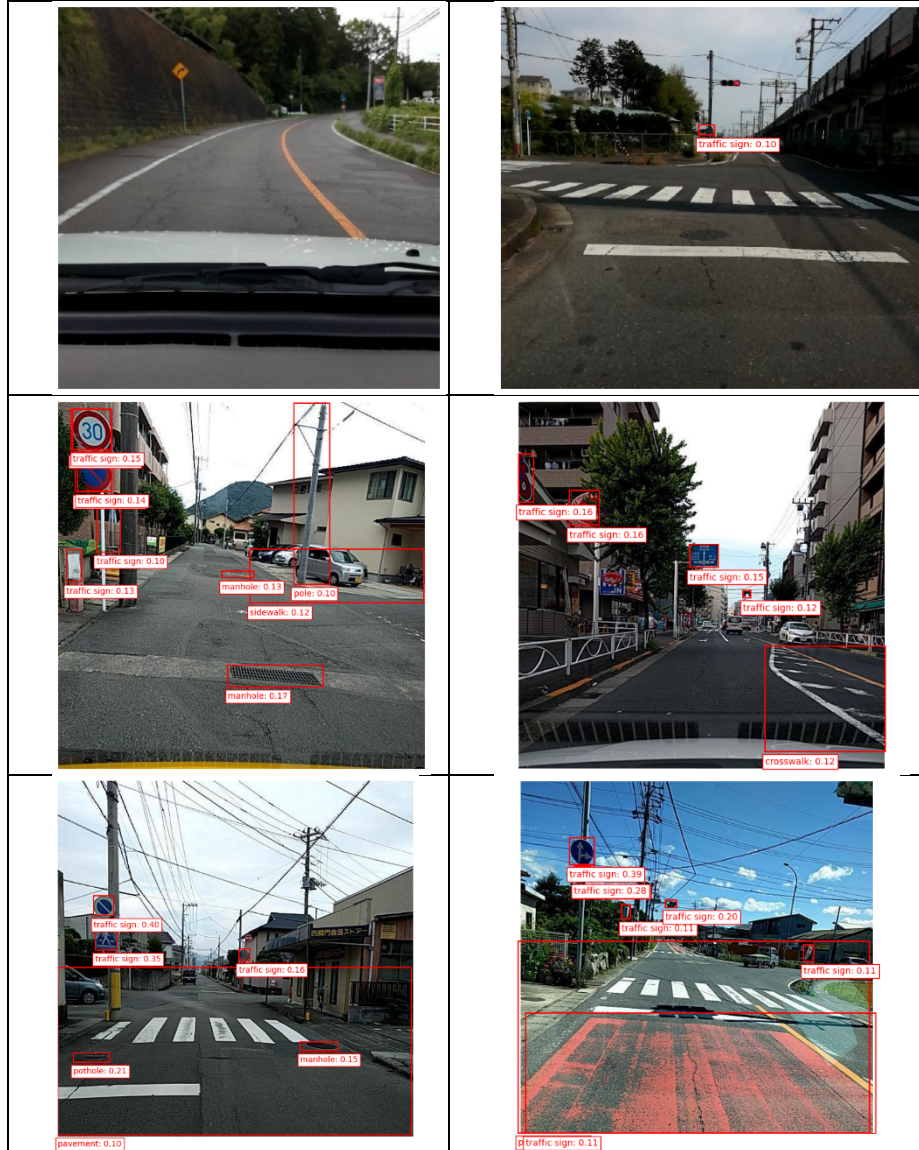 traffic sign: 0.10
30
traffic sign: 0.15
traffic sign: 0.14
traffic sign: 0.10
traffic sign: 0.13
manhole: 0.13
pole: 0.10
sidewalk: 0.12
manhole: 0.17
traffic sign: 0.16
traffic sign: 0.16
traffic sign: 0.15
traffic sign: 0.12
crosswalk: 0.12
traffic sign: 0.40
traffic sign: 0.35
traffic sign: 0.16
manhole: 0.15
pothole: 0.21
pavement: 0.10
traffic sign: 0.39
traffic sign: 0.28
traffic sign: 0.20
0.11
traffic sign: 0.11
traffic sign: 0.11